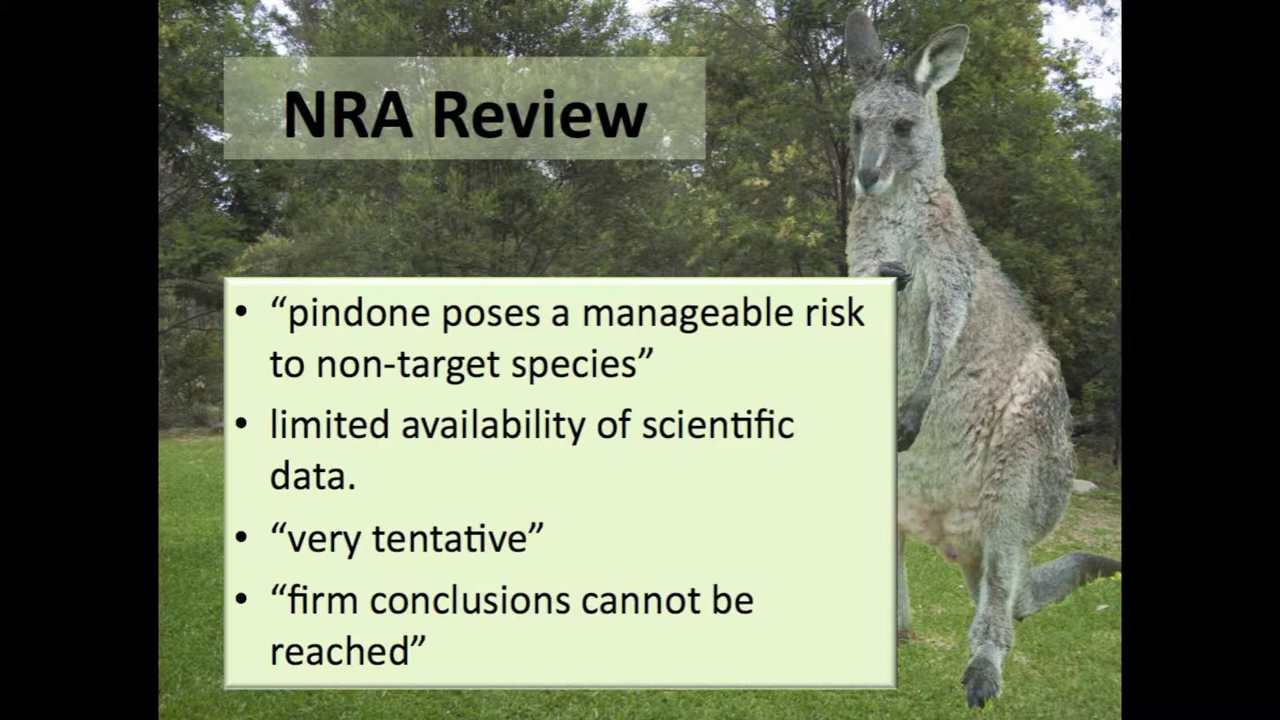 NRA Review
• “pindone poses a manageable risk
to non-target species”
• limited availability of scientific
data.
• “very tentative”
• “firm conclusions cannot be
reached”